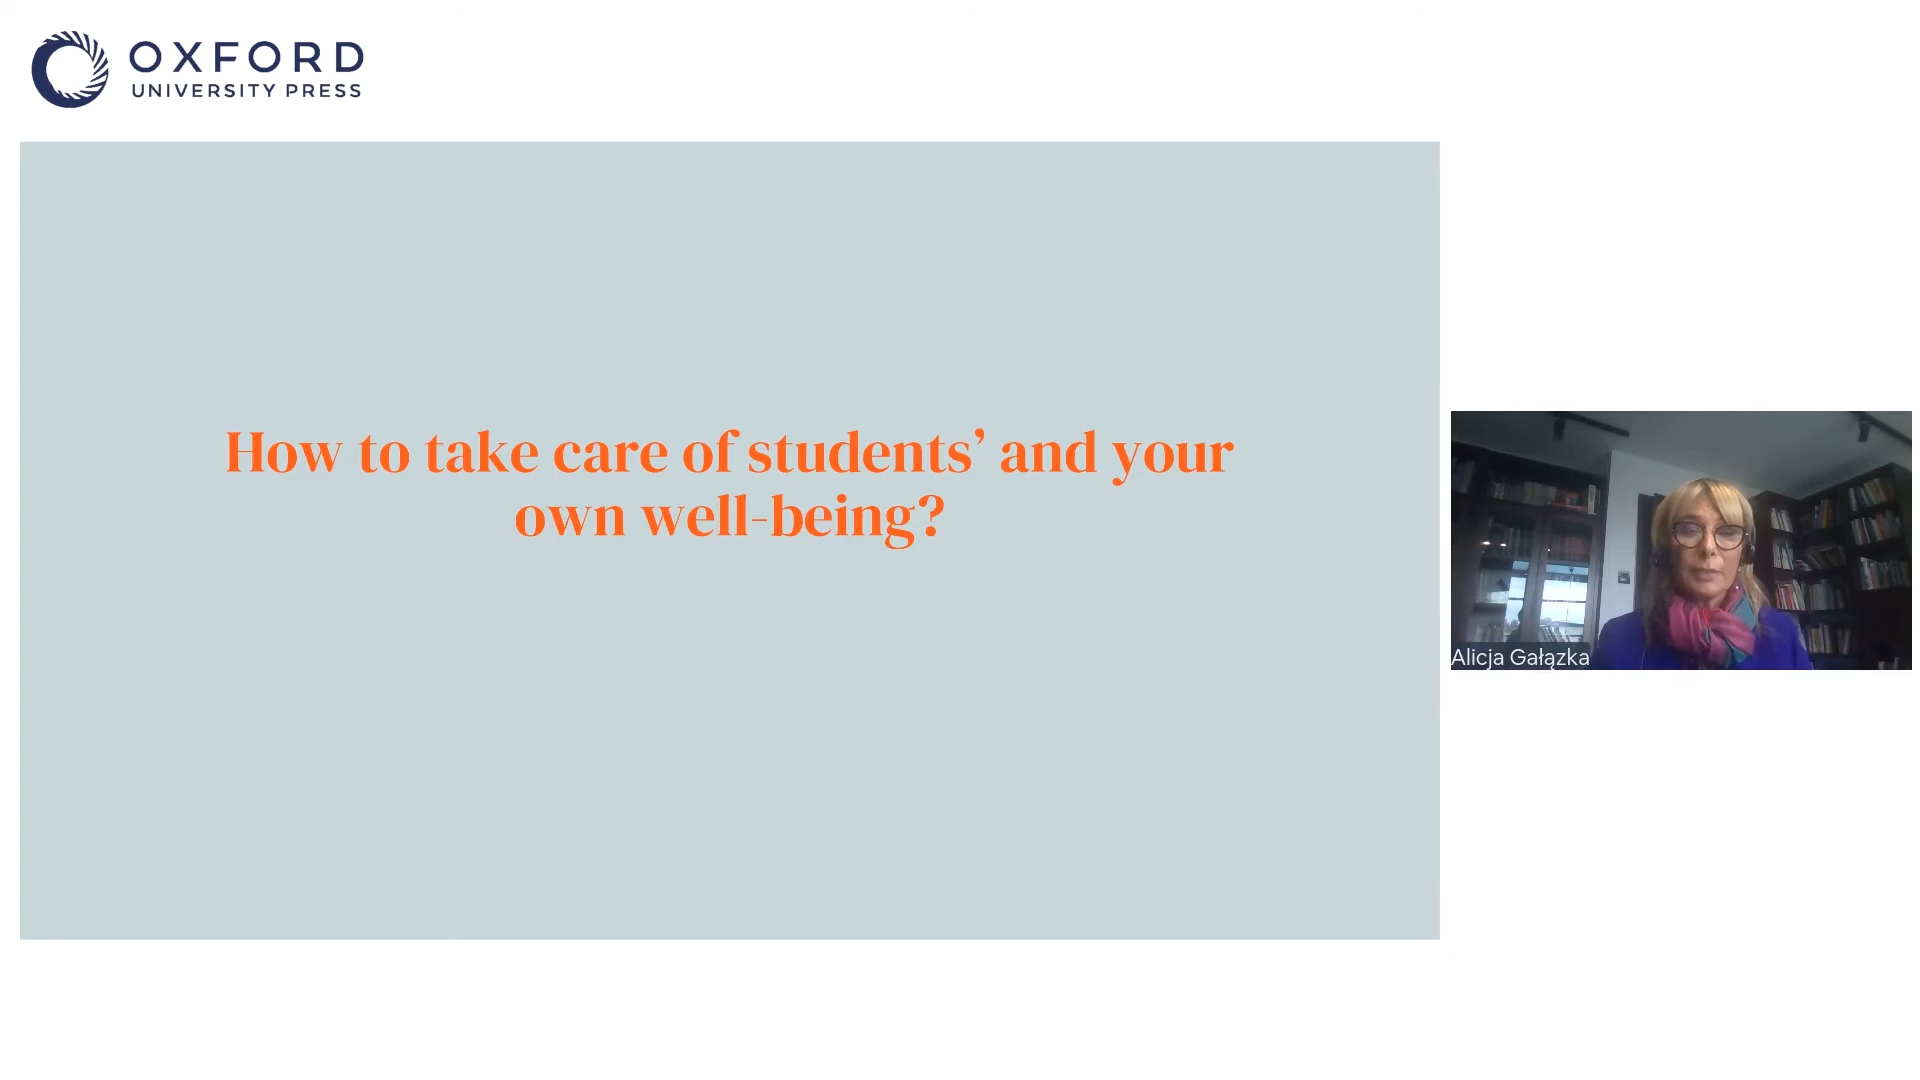 OXFORD
UNIVERSITY PRESS
How to take care of students’ and your
own well-being?
Alicja Gałązka